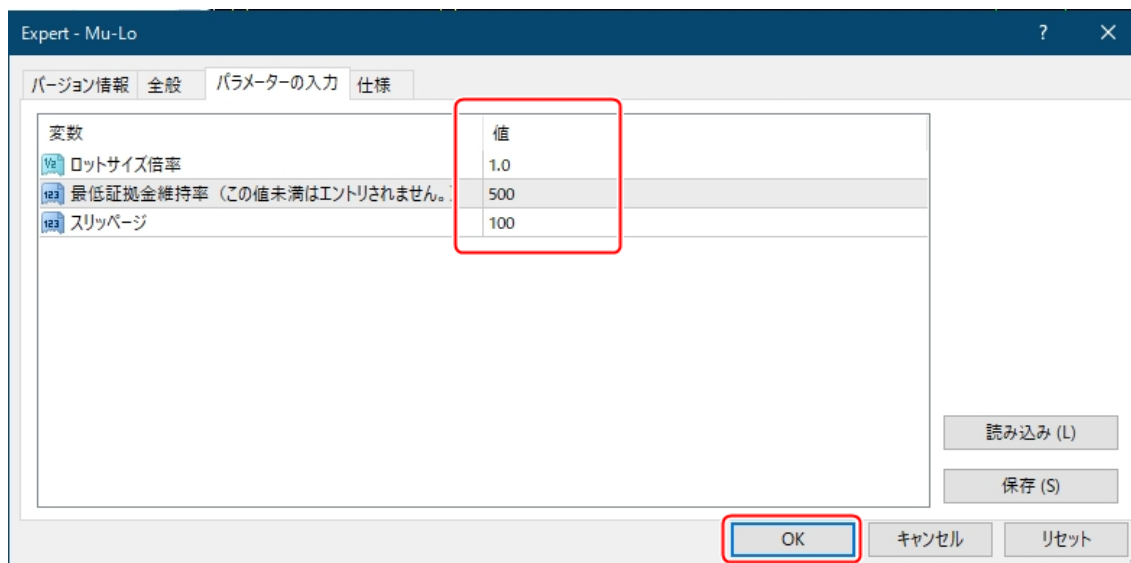 Expert - Mu-Lo
?
バージョン情報 全般 パラメーターの入力 仕様
変数 値
ロットサイズ倍率 1.0
最低証拠金維持率（この値未満はエントリされません。 500
スリッページ 100
読み込み (L)
保存 (S)
OK キャンセル リセット